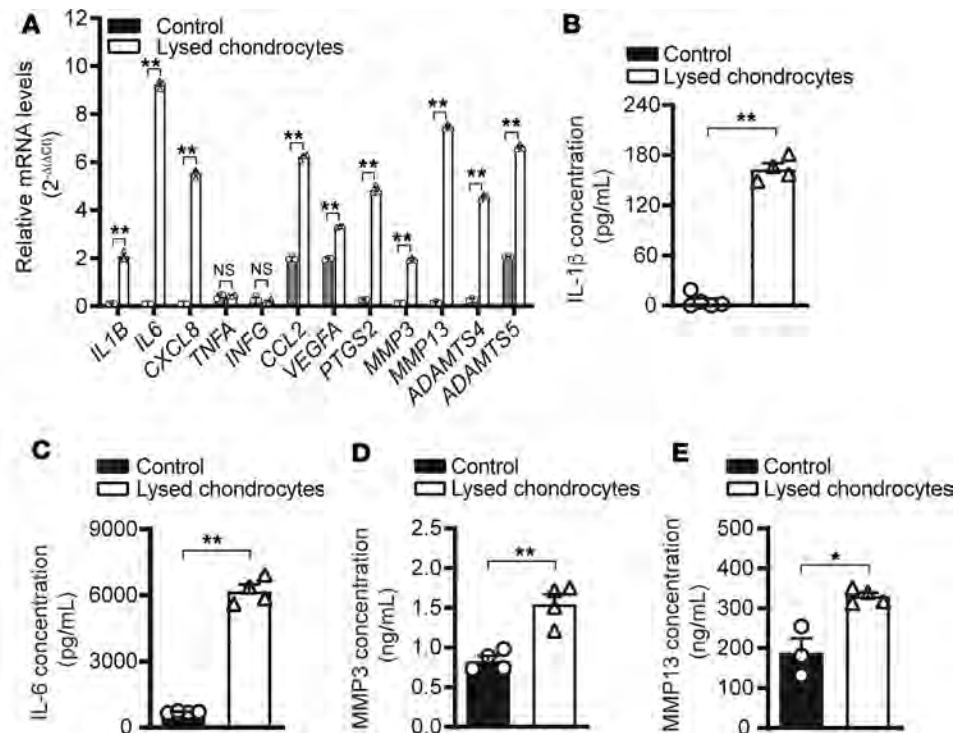 A
Control
Lysed chondrocytes
Relative mRNA levels
(2-ΔΔCt)
12
10
8
6
4
2
0
**
**
**
NS
NS
**
**
**
**
**
**
**
IL1B
IL6
CXCL8
TNFA
INFG
CCL2
VEGFA
PTGS2
MMP3
MMP13
ADAMTS4
ADAMTS5
B
Control
Lysed chondrocytes
IL-1β concentration
(pg/mL)
240
180
120
60
0
**
C
Control
Lysed chondrocytes
IL-6 concentration
(pg/mL)
9000
6000
3000
0
**
D
Control
Lysed chondrocytes
MMP3 concentration
(ng/mL)
2.5
2.0
1.5
1.0
0.5
0.0
**
E
Control
Lysed chondrocytes
MMP13 concentration
(ng/mL)
500
400
300
200
100
0
*